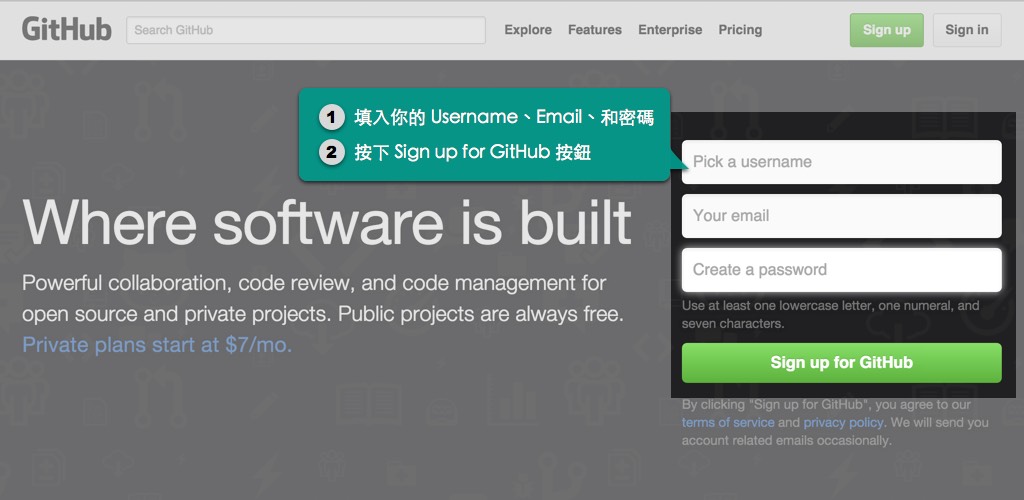 GitHub
Search GitHub
Explore Features Enterprise Pricing
Sign up
Sign in
1 填入你的 Username、Email、和密碼
2 按下 Sign up for GitHub 按鈕
Where software is built
Powerful collaboration, code review, and code management for
open source and private projects. Public projects are always free.
Private plans start at $7/mo.
Pick a username
Your email
Create a password
Use at least one lowercase letter, one numeral, and
seven characters.
Sign up for GitHub
By clicking "Sign up for GitHub", you agree to our
terms of service and privacy policy. We will send you
account related emails occasionally.